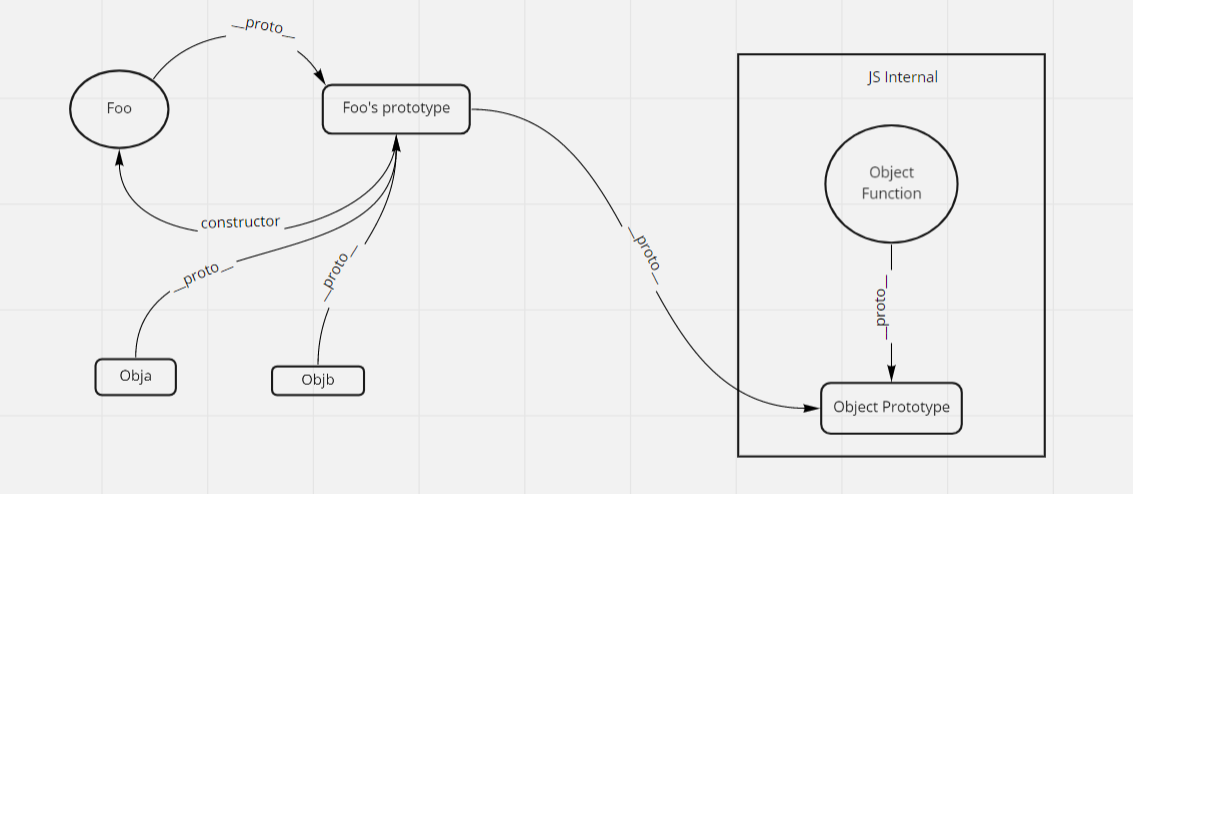 __proto__
Foo
Foo's prototype
JS Internal
Object
Function
constructor
__proto__
__proto__
__proto__
__proto__
Obja
Objb
Object Prototype